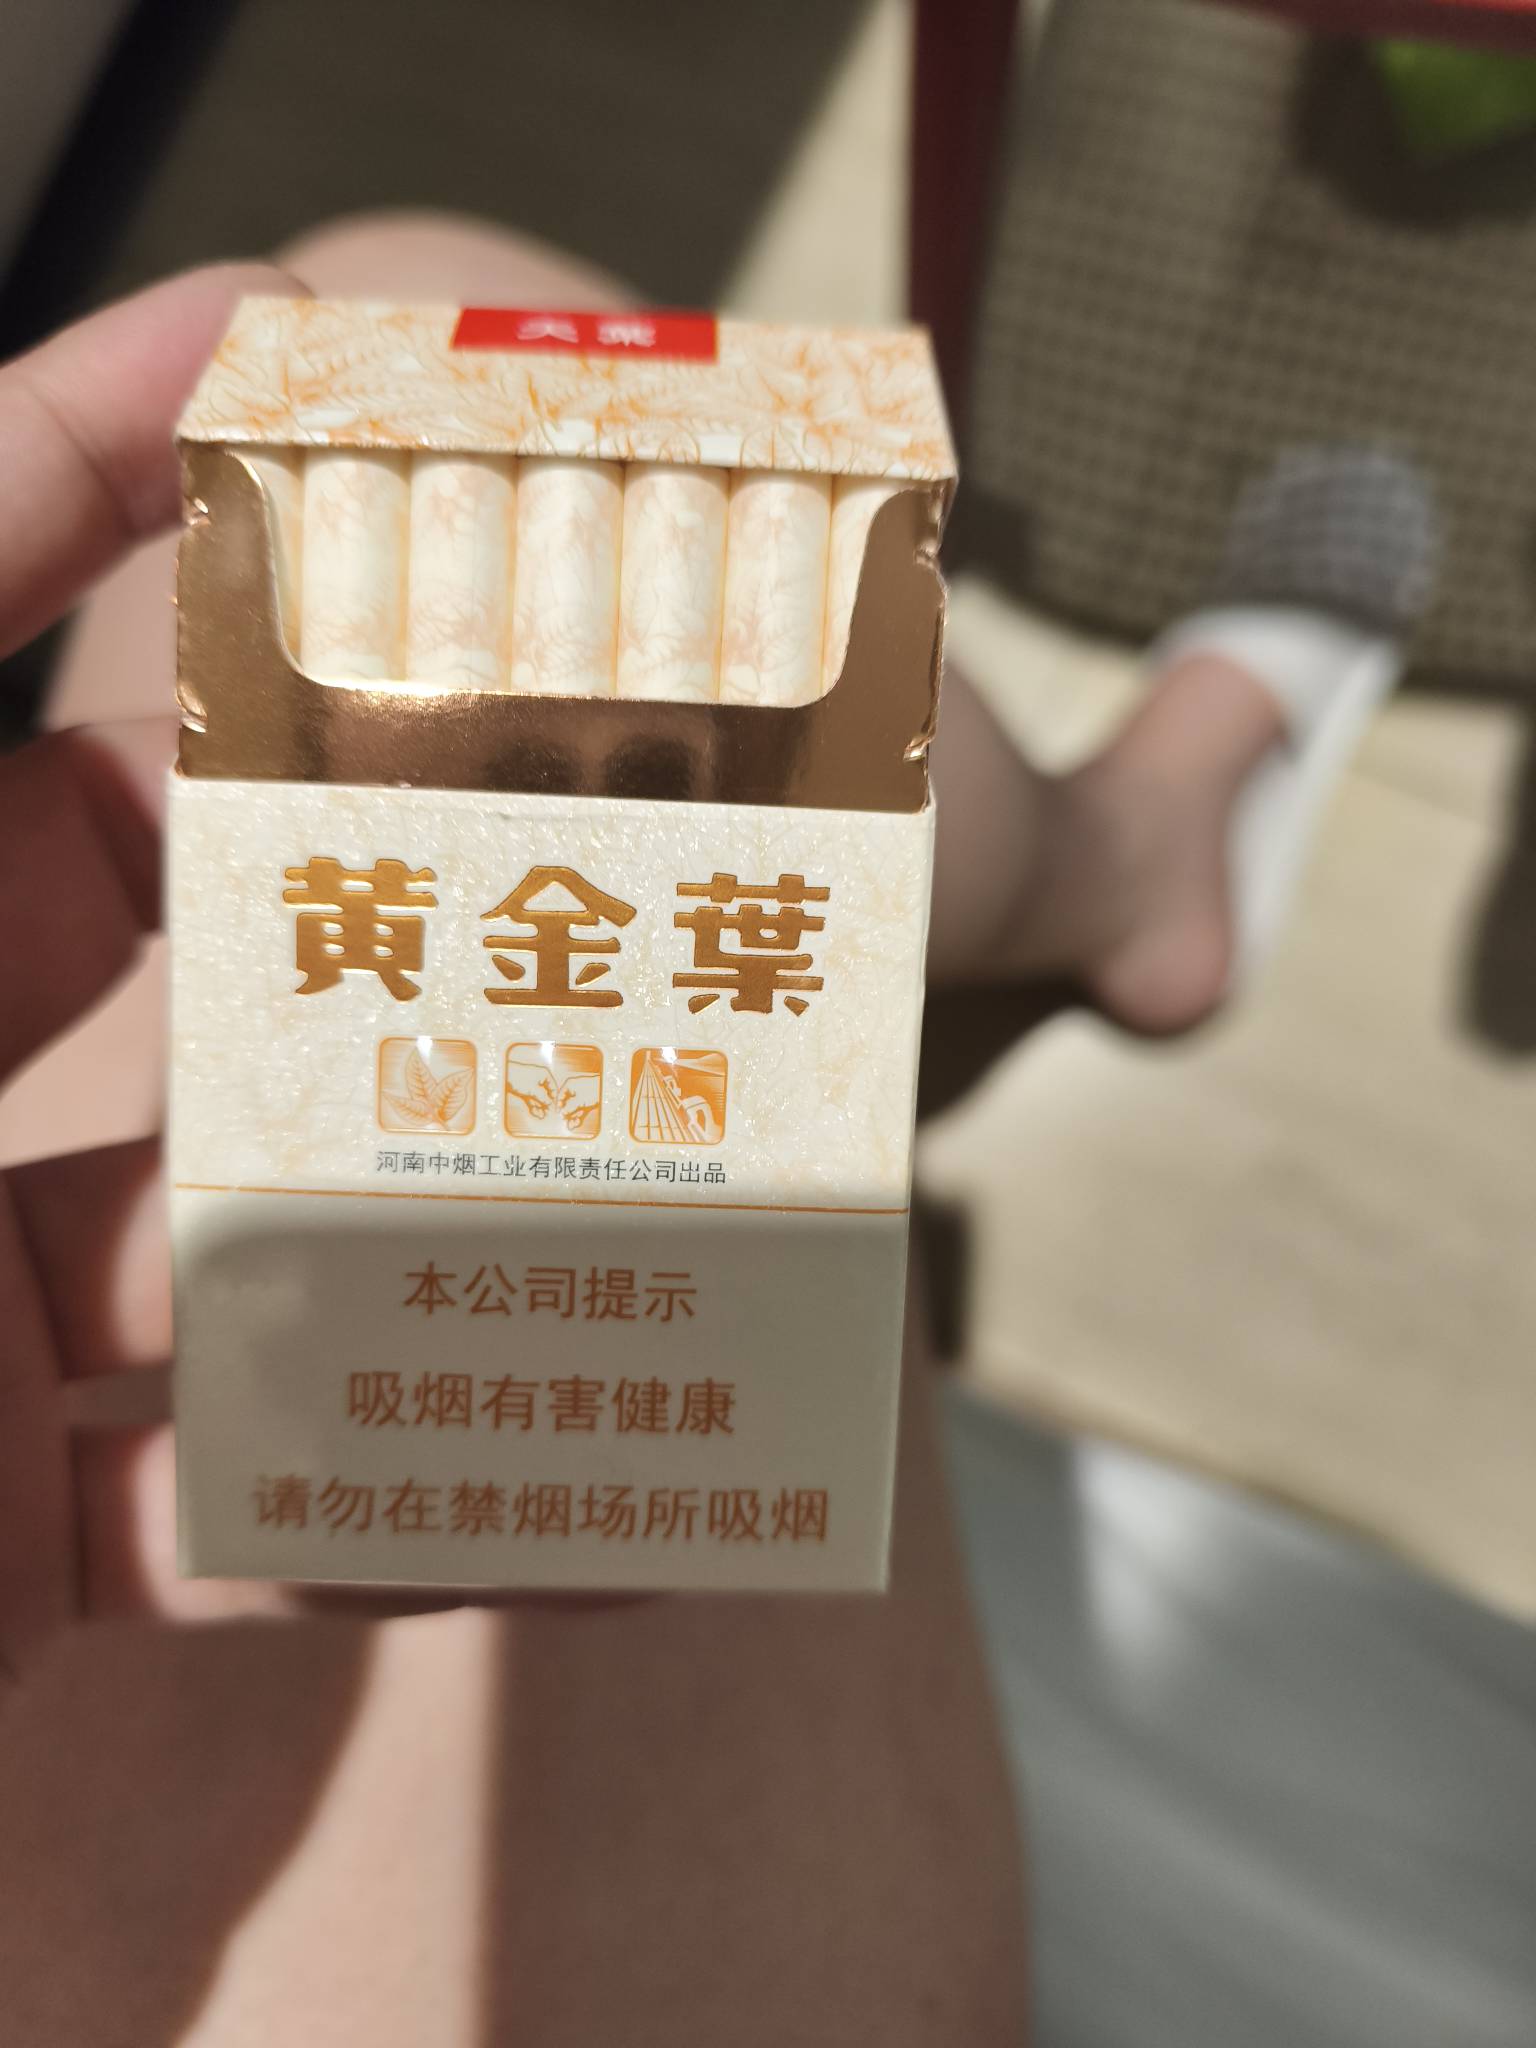 天葉
黄金葉
河南中烟工业有限责任公司出品
本公司提示
吸烟有害健康
请勿在禁烟场所吸烟